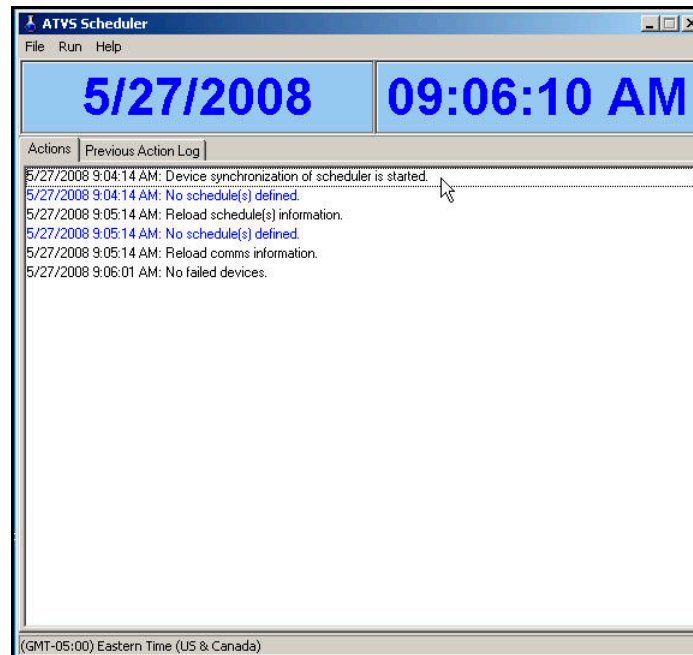 ATVS Scheduler
File Run Help
5/27/2008 09:06:10 AM
Actions Previous Action Log
5/27/2008 9:04:14 AM: Device synchronization of scheduler is started.
5/27/2008 9:04:14 AM: No schedule(s) defined.
5/27/2008 9:05:14 AM: Reload schedule(s) information.
5/27/2008 9:05:14 AM: No schedule(s) defined.
5/27/2008 9:05:14 AM: Reload comms information.
5/27/2008 9:06:01 AM: No failed devices.
(GMT-05:00) Eastern Time (US & Canada)